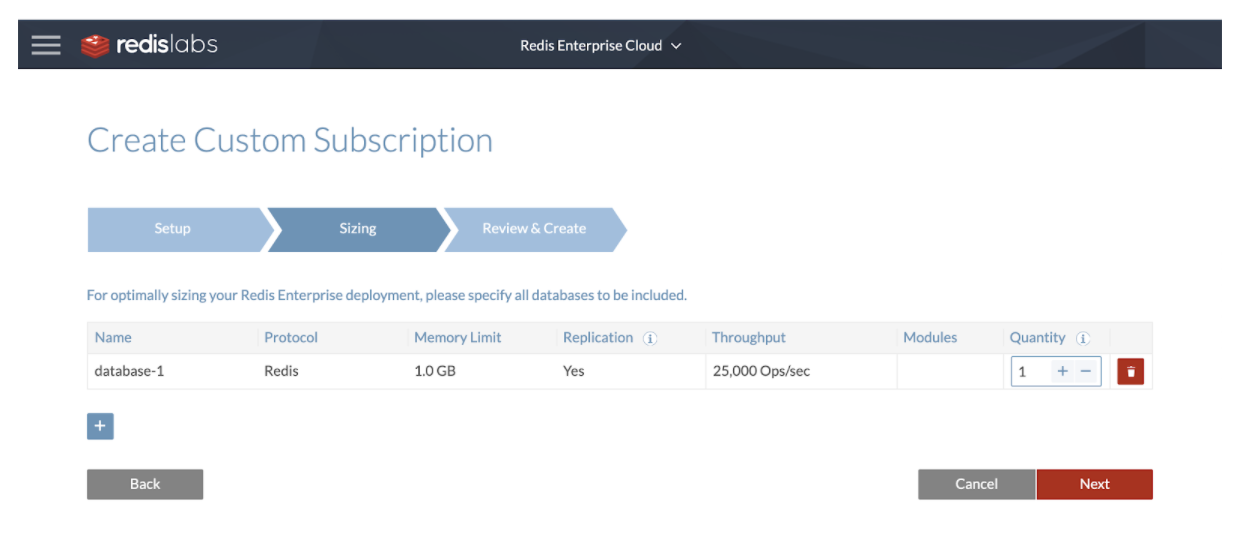 redislabs
Redis Enterprise Cloud
Create Custom Subscription
Setup Sizing Review & Create
For optimally sizing your Redis Enterprise deployment, please specify all databases to be included.
Name Protocol Memory Limit Replication i Throughput Modules Quantity i
database-1 Redis 1.0 GB Yes 25,000 Ops/sec 1 + −
+
Back Cancel Next